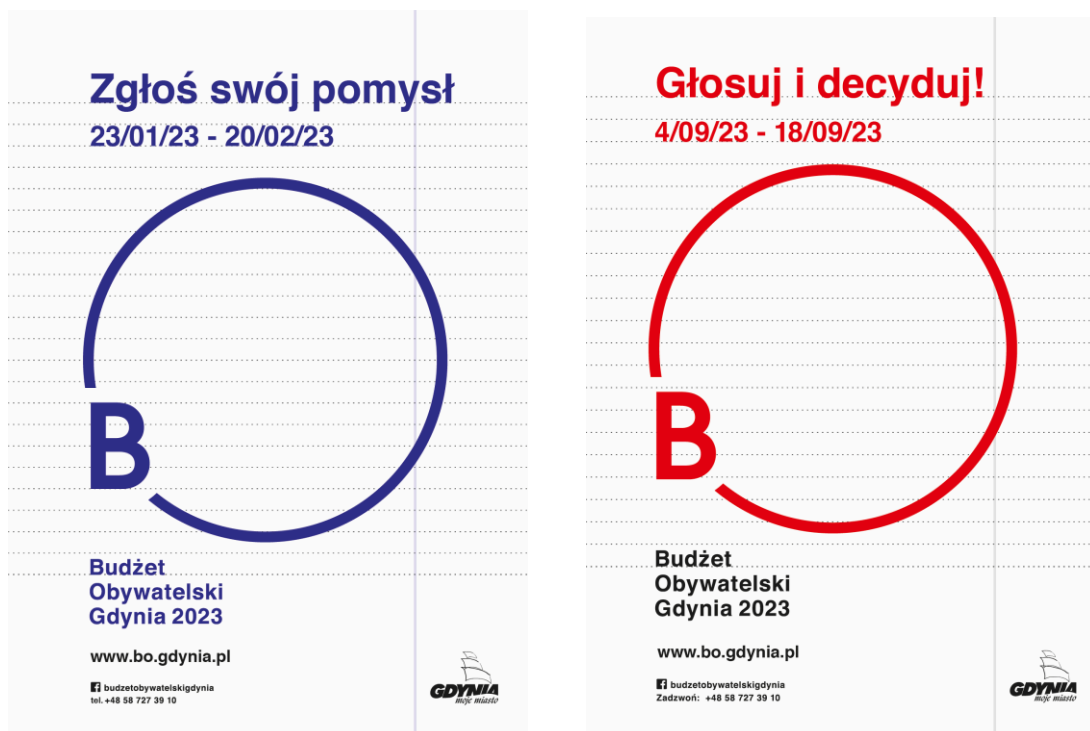 Zgłoś swój pomysł
23/01/23 - 20/02/23
B
Budżet
Obywatelski
Gdynia 2023
www.bo.gdynia.pl
budzetobywatelskigdynia
tel. +48 58 727 39 10
GDYNIA
moje miasto
Głosuj i decyduj!
4/09/23 - 18/09/23
B
Budżet
Obywatelski
Gdynia 2023
www.bo.gdynia.pl
budzetobywatelskigdynia
Zadzwoń: +48 58 727 39 10
GDYNIA
moje miasto